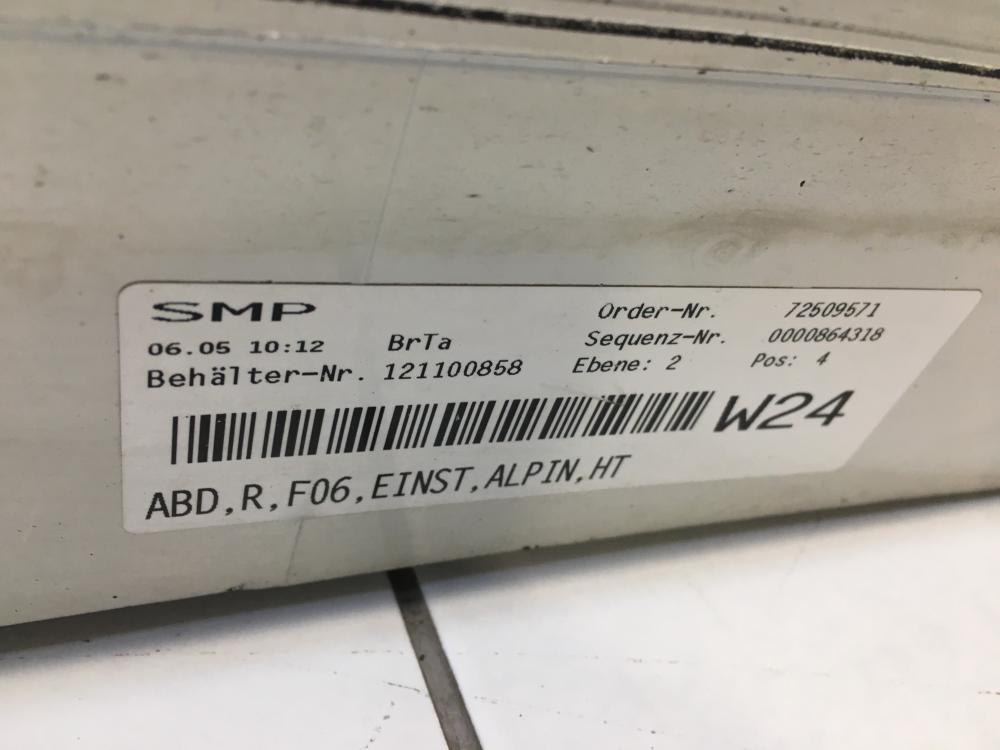 SMP Order-Nr. 72509571
06.05 10:12 BrTa Sequenz-Nr. 0000864318
Behälter-Nr. 121100858 Ebene: 2 Pos: 4
W24
ABD,R,F06,EINST,ALPIN,HT